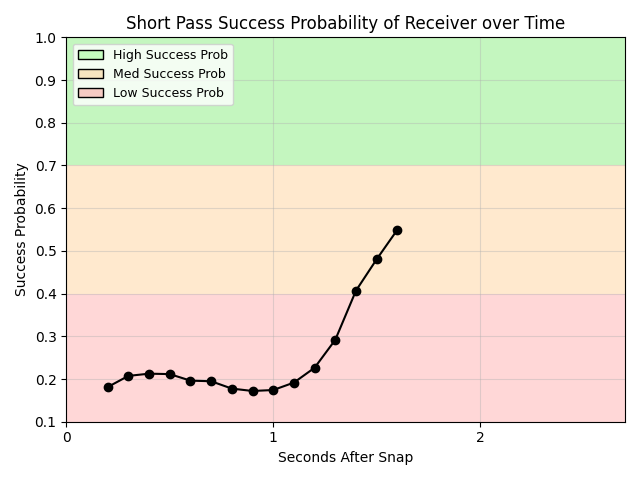 Short Pass Success Probability of Receiver over Time
1.0
0.9
0.8
0.7
0.6
0.5
0.4
0.3
0.2
0.1
Success Probability
High Success Prob
Med Success Prob
Low Success Prob
0
1
2
Seconds After Snap